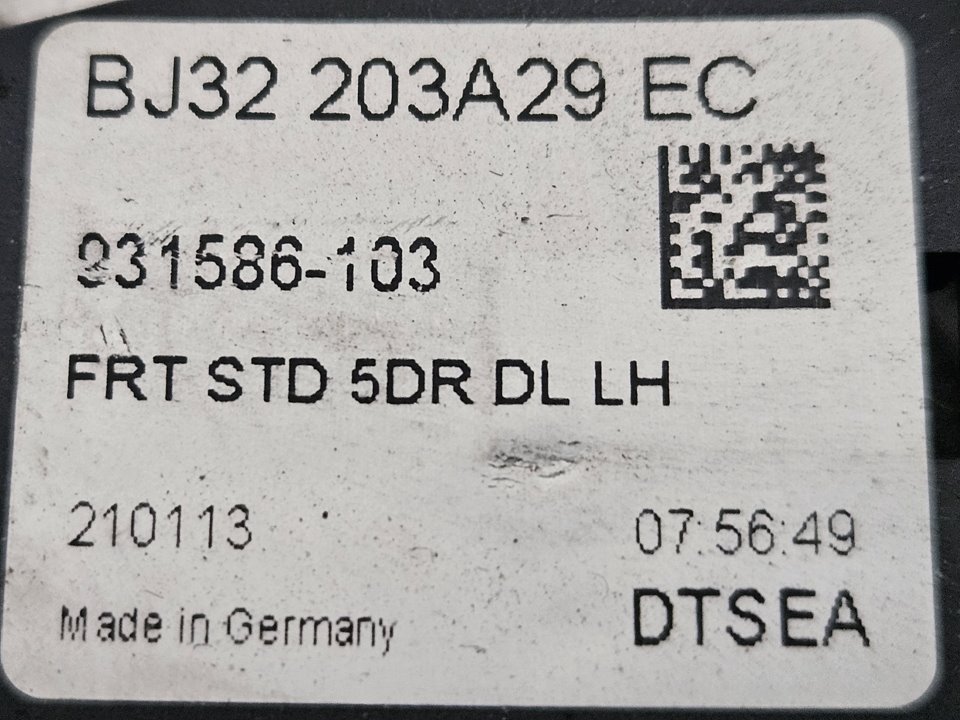 BJ32 203A29 EC
931586-103
FRT STD 5DR DL LH
210113
07:56:49
Made in Germany
DTSEA